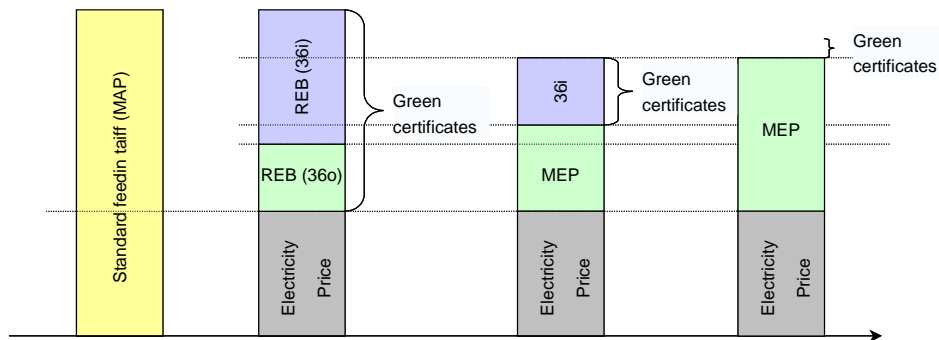 Standard feedin taiff (MAP)
REB (36i)
REB (36o)
Electricity
Price
Green
certificates
36i
MEP
Electricity
Price
Green
certificates
MEP
Electricity
Price
Green
certificates